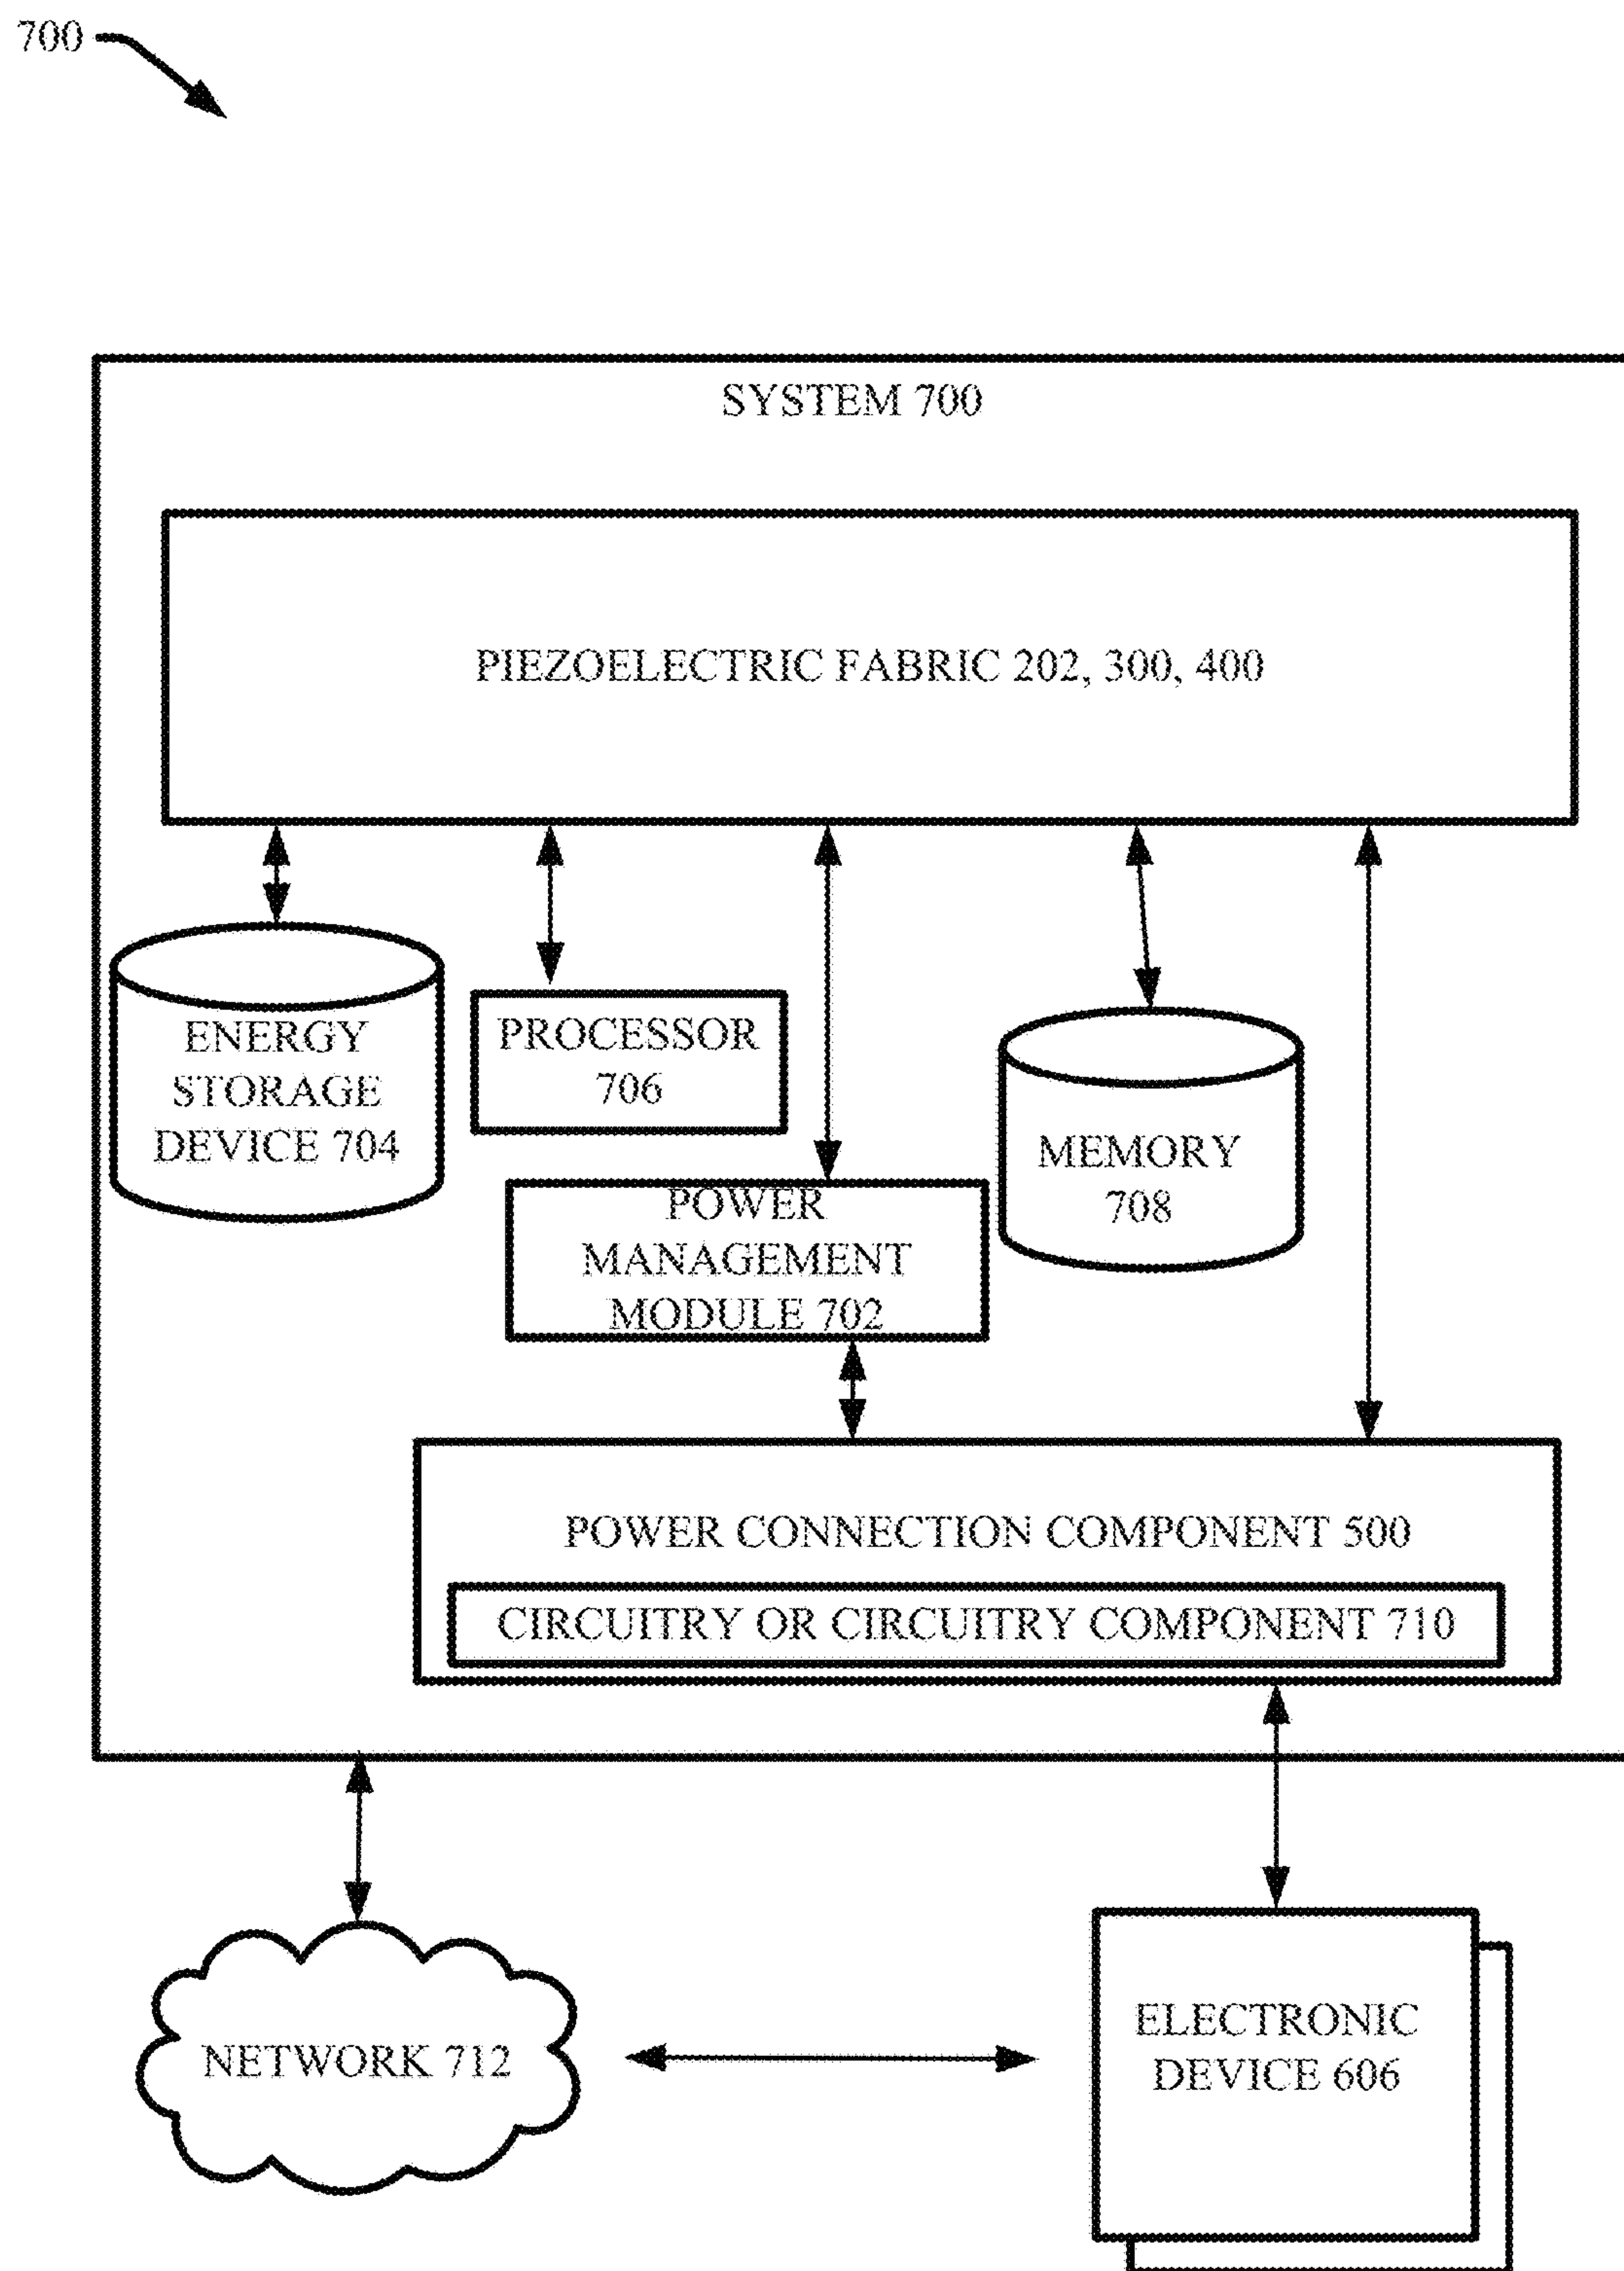 700
SYSTEM 700
PIEZOELECTRIC FABRIC 202, 300, 400
ENERGY
STORAGE
DEVICE 704
PROCESSOR
706
POWER
MANAGEMENT
MODULE 702
MEMORY
708
POWER CONNECTION COMPONENT 500
CIRCUITRY OR CIRCUITRY COMPONENT 710
NETWORK 712
ELECTRONIC
DEVICE 606